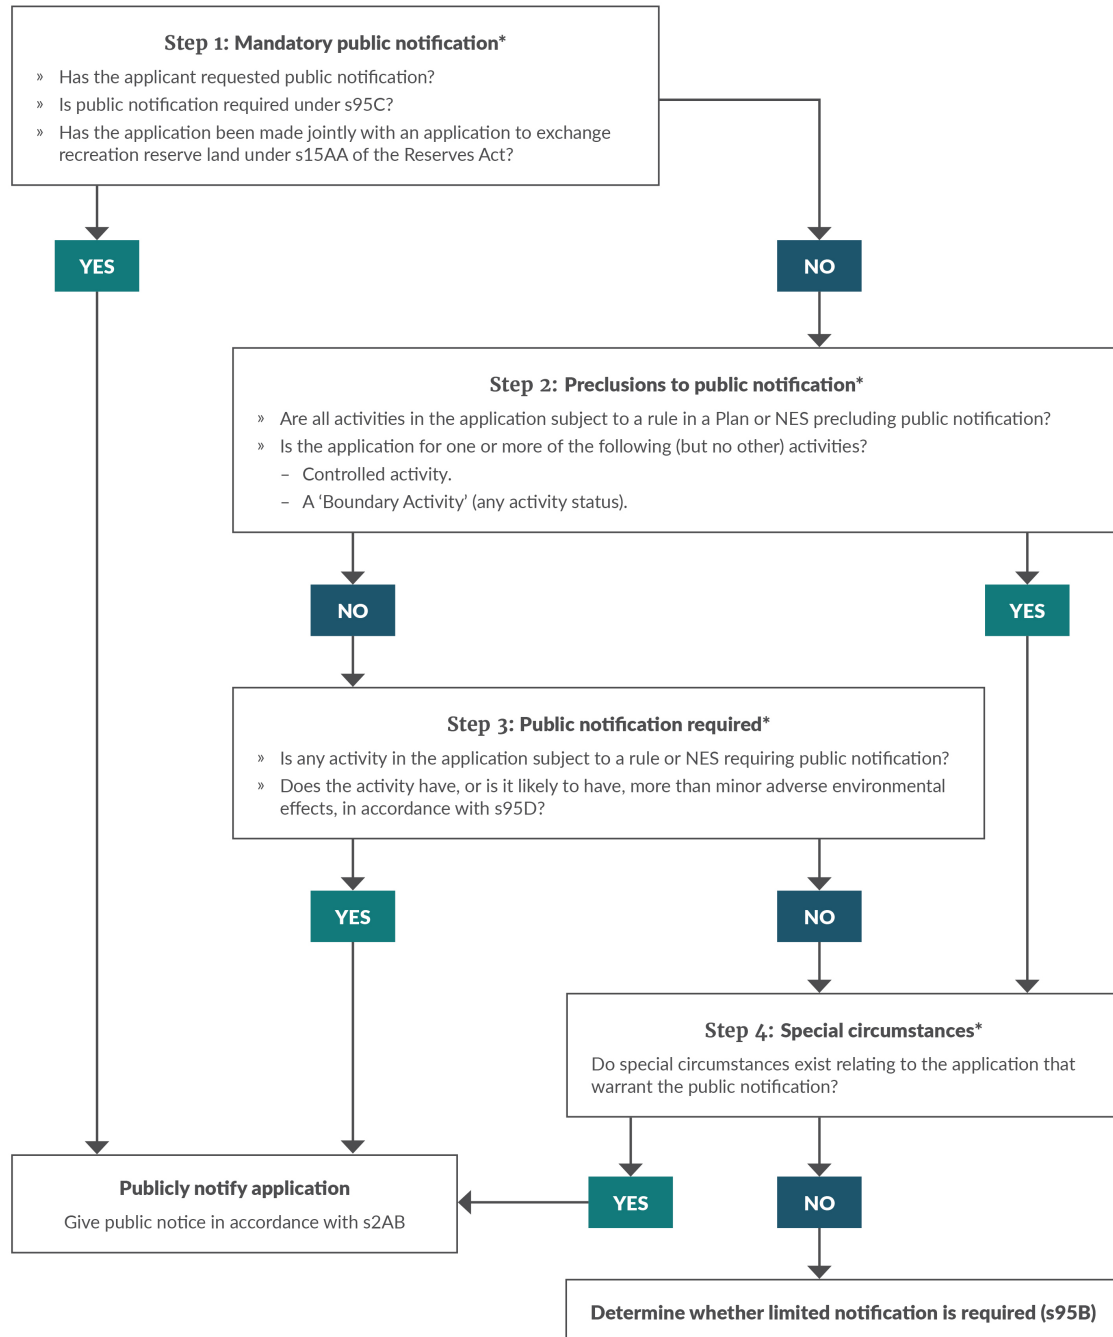 Step 1: Mandatory public notification*
» Has the applicant requested public notification?
» Is public notification required under s95C?
» Has the application been made jointly with an application to exchange
recreation reserve land under s15AA of the Reserves Act?
YES
NO
Step 2: Preclusions to public notification*
» Are all activities in the application subject to a rule in a Plan or NES precluding public notification?
» Is the application for one or more of the following (but no other) activities?
– Controlled activity.
– A ‘Boundary Activity’ (any activity status).
NO
YES
Step 3: Public notification required*
» Is any activity in the application subject to a rule or NES requiring public notification?
» Does the activity have, or is it likely to have, more than minor adverse environmental
effects, in accordance with s95D?
YES
NO
Step 4: Special circumstances*
Do special circumstances exist relating to the application that
warrant the public notification?
YES
NO
Publicly notify application
Give public notice in accordance with s2AB
Determine whether limited notification is required (s95B)